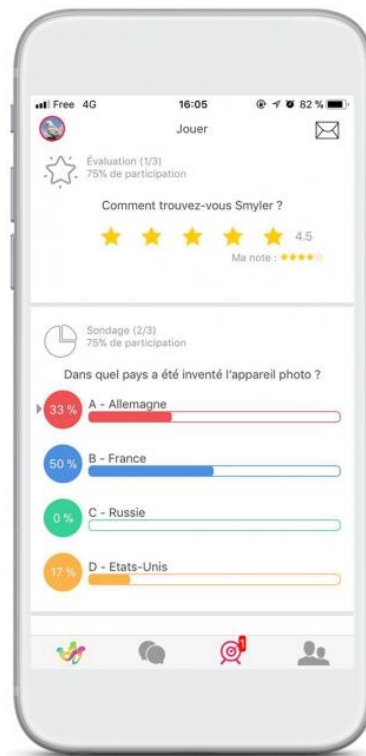 Free 4G 16:05 82 %
Jouer
Évaluation (1/3)
75% de participation
Comment trouvez-vous Smyler ?
4.5
Ma note :
Sondage (2/3)
75% de participation
Dans quel pays a été inventé l'appareil photo ?
33 % A - Allemagne
50 % B - France
0 % C - Russie
17 % D - Etats-Unis
1